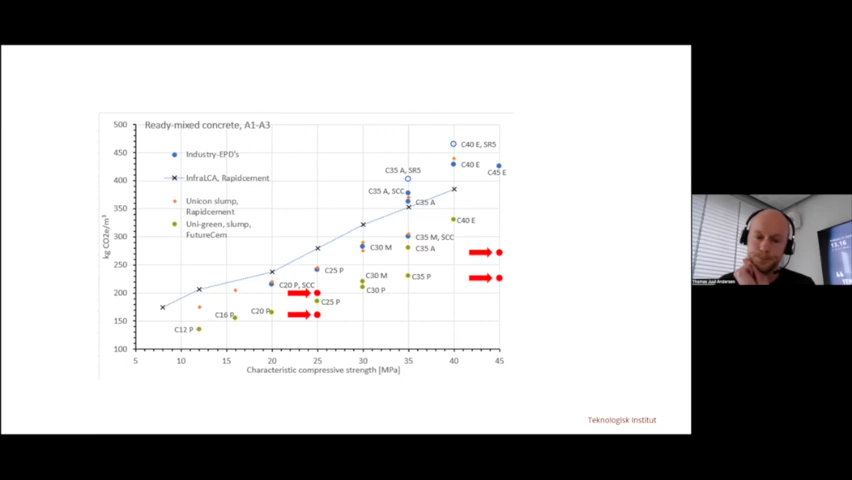 Ready-mixed concrete, A1-A3
500
450
400
350
300
250
200
150
100
kg CO2e/m³
Industry-EPD's
InfraLCA, Rapidcement
Unicon slump,
Rapidcement
Uni-green, slump,
FutureCem
C40 E, SR5
C40 E
C45 E
C35 A, SR5
C35 A, SCC
C35 A
C40 E
C35 M, SCC
C35 A
C30 M
C25 P
C30 M
C35 P
C20 P, SCC
C30 P
C25 P
C20 P
C16 P
C12 P
5
10
15
20
25
30
35
40
45
Characteristic compressive strength [MPa]
Teknologisk Institut
Thomas Juul Andersen
12.16